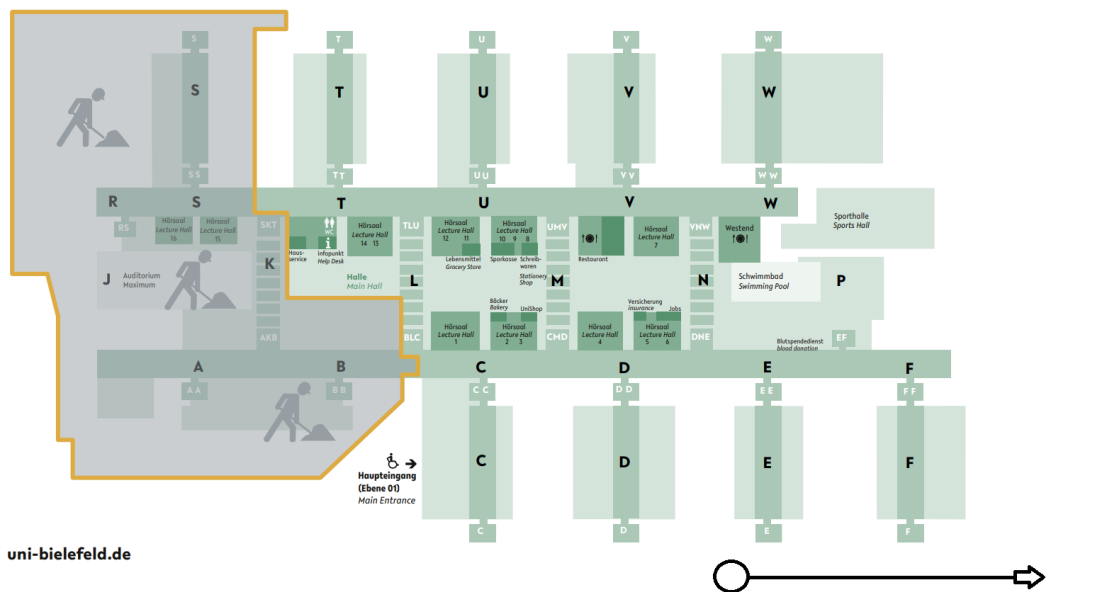 S
T
U
V
W
S
T
U
V
W
SS
TT
UU
VV
WW
R
S
T
U
V
W
RS
Hörsaal
Lecture Hall
16
Hörsaal
Lecture Hall
15
SKT
WC
Haus-
service
Infopunkt
Help Desk
Hörsaal
Lecture Hall
14 13
TLU
Hörsaal
Lecture Hall
12 11
Lebensmittel
Grocery Store
Hörsaal
Lecture Hall
10 9 8
Sparkasse
Schreib-
waren
Stationery
Shop
UMV
Restaurant
Hörsaal
Lecture Hall
7
VNW
Westend
Sporthalle
Sports Hall
J
Auditorium
Maximum
K
Halle
Main Hall
L
M
N
Schwimmbad
Swimming Pool
P
AKB
BLC
Hörsaal
Lecture Hall
1
Bäcker
Bakery
UniShop
Hörsaal
Lecture Hall
2 3
CMD
Hörsaal
Lecture Hall
4
Versicherung
insurance
Jobs
Hörsaal
Lecture Hall
5 6
DNE
Blutspendedienst
blood donation
EF
A
B
C
D
E
F
AA
BB
CC
DD
EE
FF
C
D
E
F
Haupteingang
(Ebene 01)
Main Entrance
C
D
E
F
uni-bielefeld.de